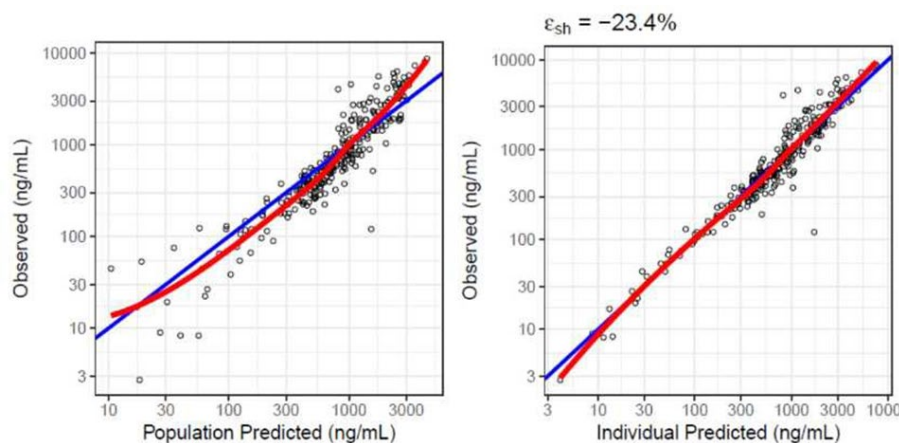 εsh = −23.4%
10000
3000
1000
300
100
30
10
3
Observed (ng/mL)
10 30 100 300 1000 3000
Population Predicted (ng/mL)
10000
3000
1000
300
100
30
10
3
Observed (ng/mL)
3 10 30 100 300 1000 3000 10000
Individual Predicted (ng/mL)